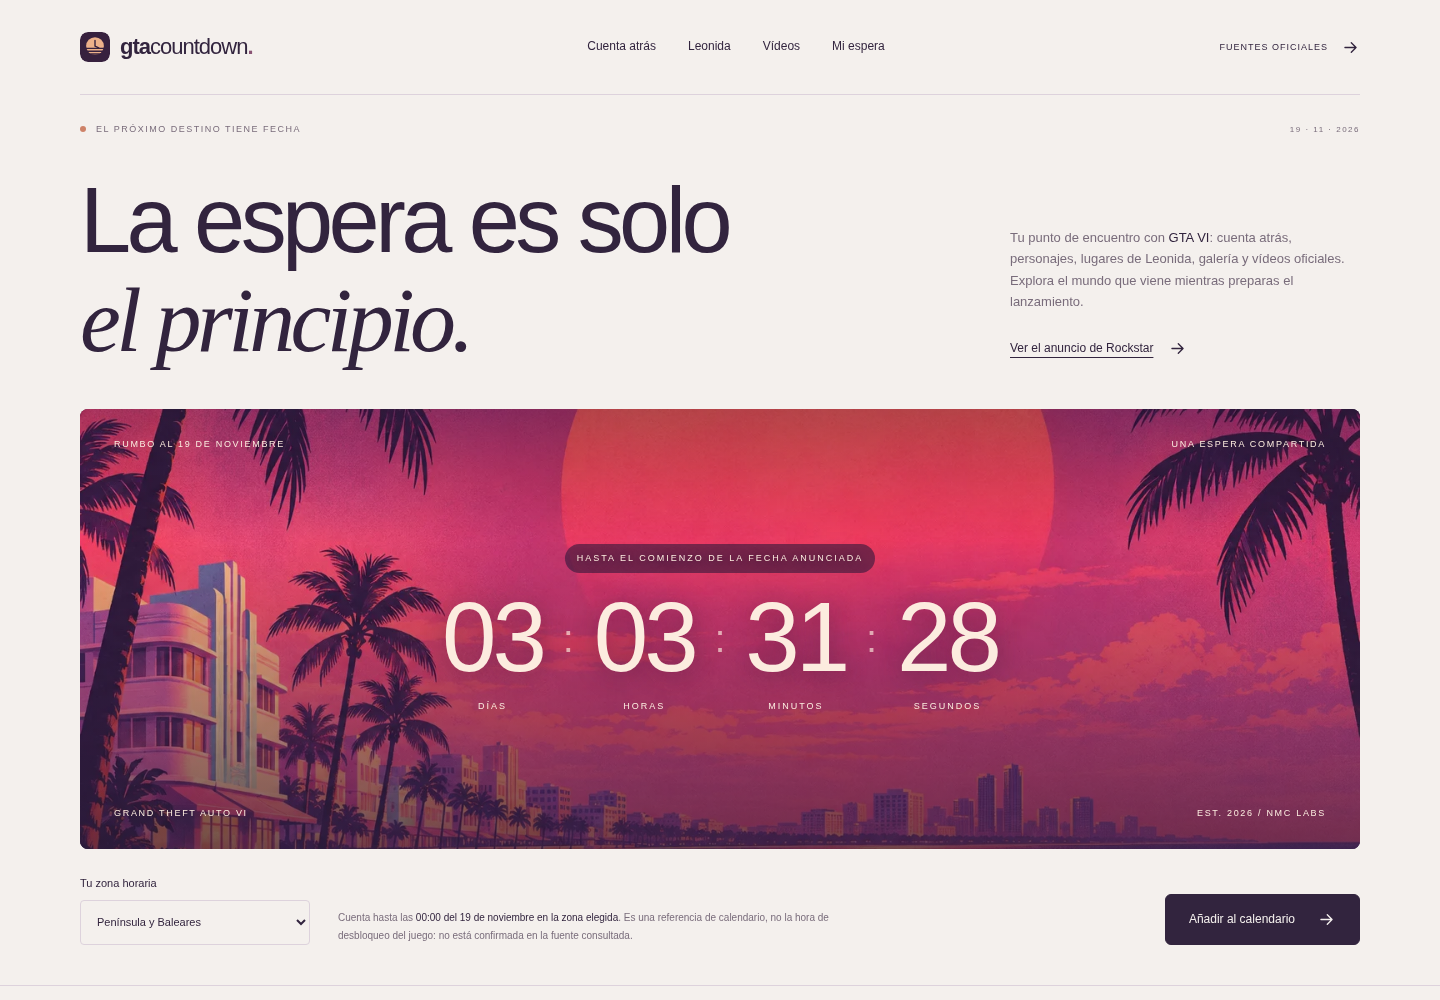 gtacountdown.
Cuenta atrás
Leonida
Vídeos
Mi espera
FUENTES OFICIALES
EL PRÓXIMO DESTINO TIENE FECHA
19 · 11 · 2026
La espera es solo
el principio.
Tu punto de encuentro con GTA VI: cuenta atrás,
personajes, lugares de Leonida, galería y vídeos oficiales.
Explora el mundo que viene mientras preparas el
lanzamiento.
Ver el anuncio de Rockstar
RUMBO AL 19 DE NOVIEMBRE
UNA ESPERA COMPARTIDA
HASTA EL COMIENZO DE LA FECHA ANUNCIADA
03 : 03 : 31 : 28
DÍAS HORAS MINUTOS SEGUNDOS
GRAND THEFT AUTO VI
EST. 2026 / NMC LABS
Tu zona horaria
Península y Baleares
Cuenta hasta las 00:00 del 19 de noviembre en la zona elegida. Es una referencia de calendario, no la hora de
desbloqueo del juego: no está confirmada en la fuente consultada.
Añadir al calendario